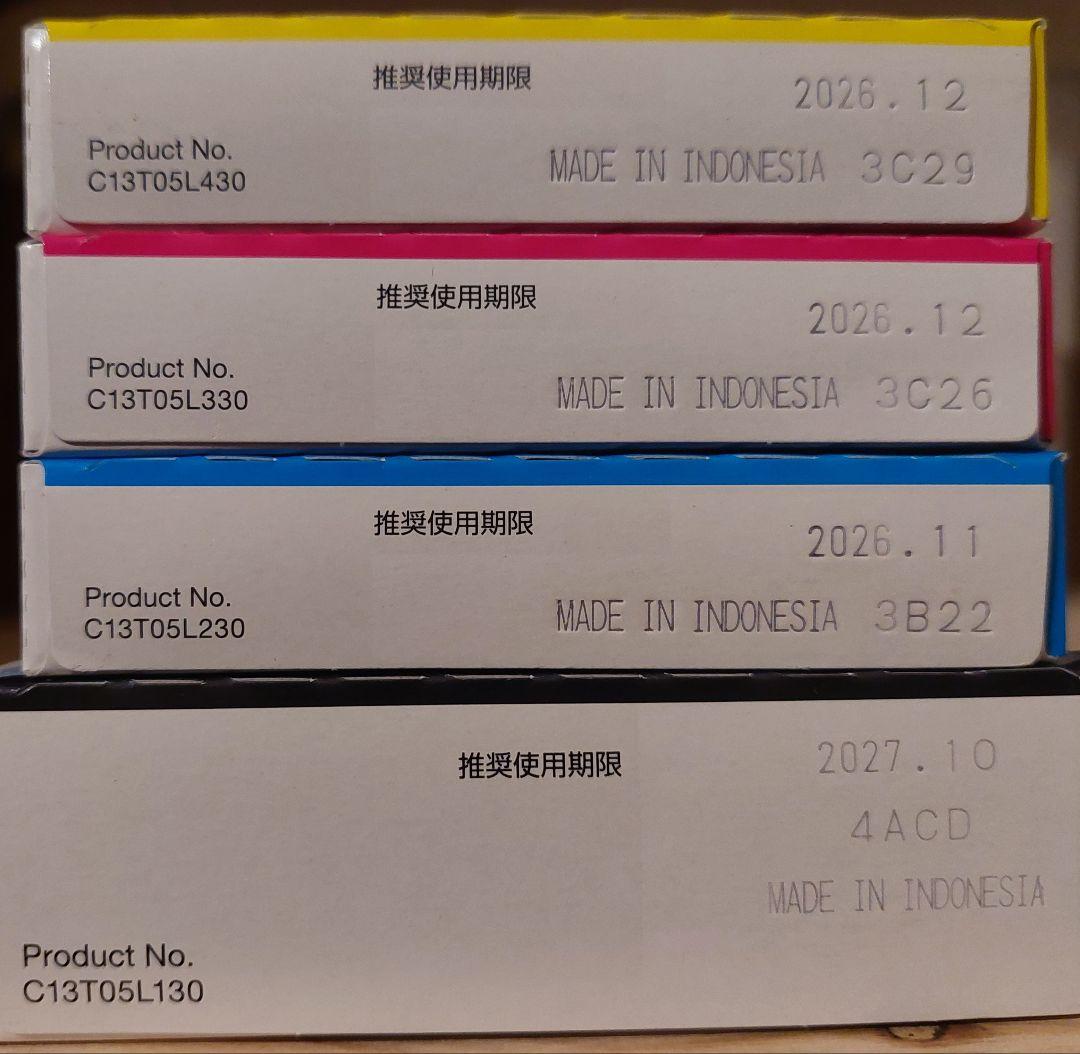 推奨使用期限
2026.12
Product No.
C13T05L430
MADE IN INDONESIA 3C29
推奨使用期限
2026.12
Product No.
C13T05L330
MADE IN INDONESIA 3C26
推奨使用期限
2026.11
Product No.
C13T05L230
MADE IN INDONESIA 3B22
推奨使用期限
2027.10
4ACD
MADE IN INDONESIA
Product No.
C13T05L130